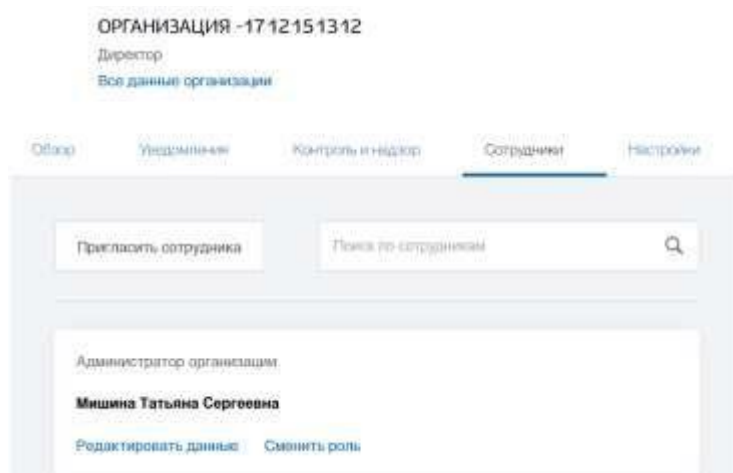 ОРГАНИЗАЦИЯ -1712151312
Директор
Все данные организации
Обзор Уведомления Контроль и надзор Сотрудники Настройки
Пригласить сотрудника Поиск по сотрудникам
Администратор организации
Мишина Татьяна Сергеевна
Редактировать данные Сменить роль